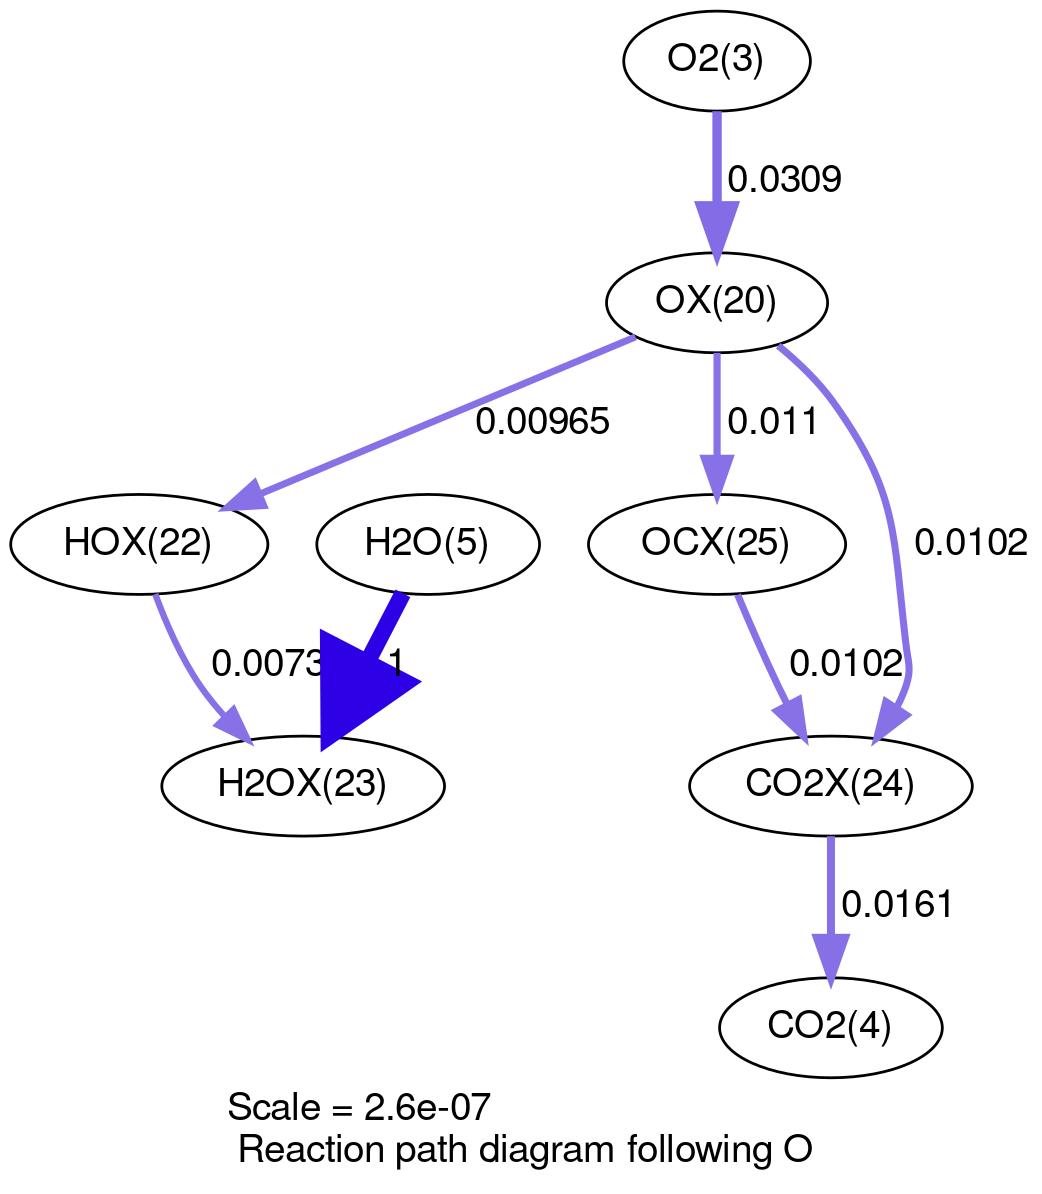 O2(3)
0.0309
OX(20)
0.00965
0.011
HOX(22)
H2O(5)
OCX(25)
0.0102
0.0073
1
0.0102
H2OX(23)
CO2X(24)
0.0161
CO2(4)
Scale = 2.6e-07
Reaction path diagram following O